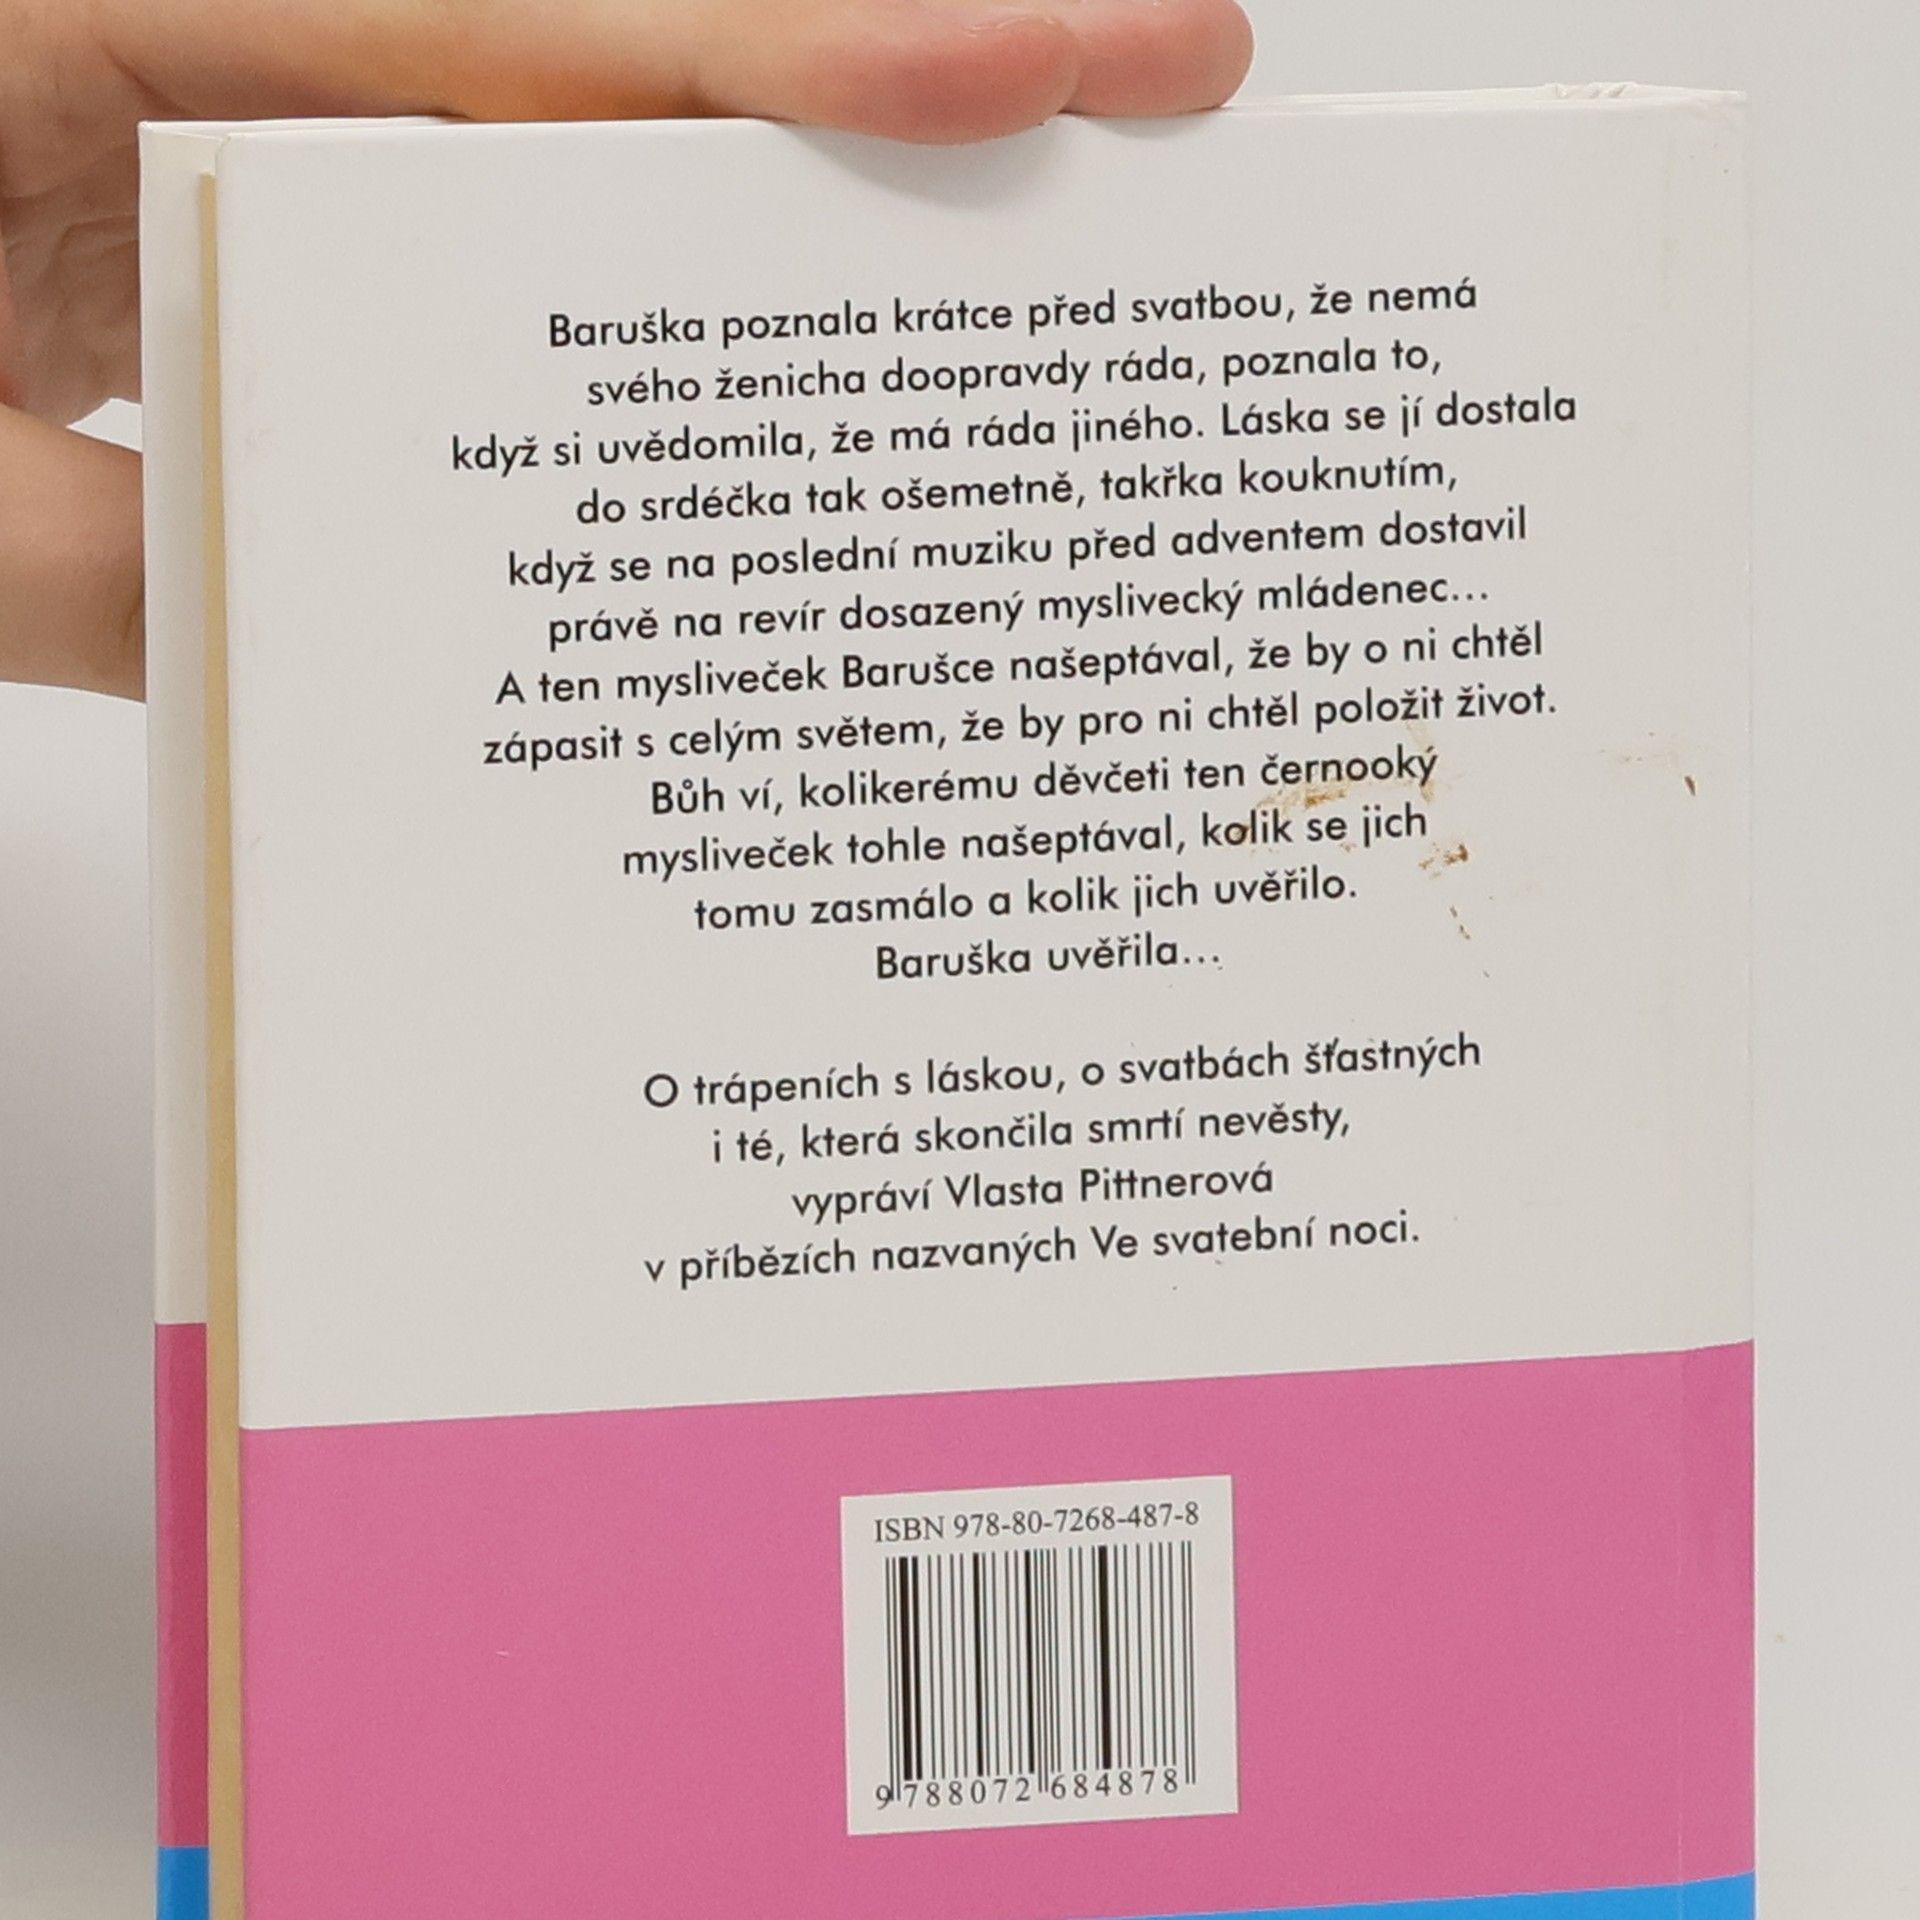 Baruška poznala krátce před svatbou, že nemá
svého ženicha doopravdy ráda, poznala to,
když si uvědomila, že má ráda jiného. Láska se jí dostala
do srdéčka tak ošemetně, takřka kouknutím,
když se na poslední muziku před adventem dostavil
právě na revír dosazený myslivecký mládenec...
A ten mysliveček Barušce našeptával, že by o ni chtěl
zápasit s celým světem, že by pro ni chtěl položit život.
Bůh ví, kolikerému děvčeti ten černooký
mysliveček tohle našeptával, kolik se jich
tomu zasmálo a kolik jich uvěřilo.
Baruška uvěřila...
O trápeních s láskou, o svatbách šťastných
i té, která skončila smrtí nevěsty,
vypráví Vlasta Pittnerová
v příbězích nazvaných Ve svatební noci.
ISBN 978-80-7268-487-8
9 788072 684878